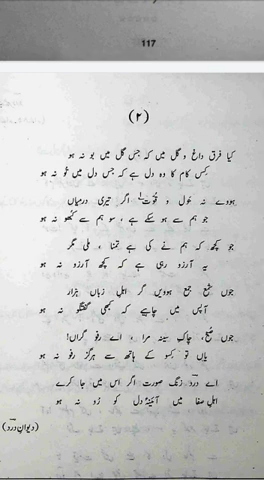 117
(۲)
کیا فرق داغ و گل میں کہ جس گل میں بو نہ ہو
کس کام کا وہ دل ہے کہ جس دل میں تو نہ ہو
ہووے نہ حول و قوّت اگر تیری درمیاں
جو ہم سے ہو سکے ہے، سو ہم سے کبھو نہ ہو
جو کچھ کہ ہم نے کی ہے تمنا، ملی مگر
یہ آرزو رہی ہے کہ کچھ آرزو نہ ہو
جوں شمع جمع ہوویں گر اہلِ زباں ہزار
آپس میں چاہیے کہ کبھی گفتگو نہ ہو
جوں صبح، چاکِ سینہ مرا، اے رفو گراں!
یاں تو کسو کے ہاتھ سے ہرگز رفو نہ ہو
اے درد زنگ صورت اگر اس میں جا کرے
اہلِ صفا میں آئینۂ دل کو رو نہ ہو
(دیوانِ درد)